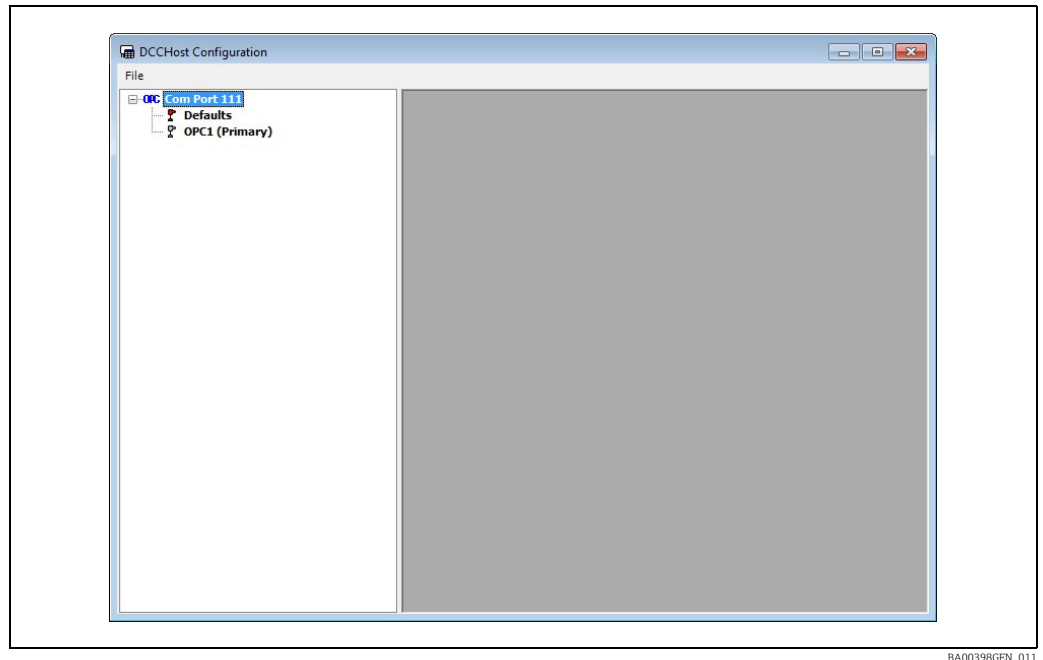 DCCHost Configuration
File
OPC Com Port 111
Defaults
OPC1 (Primary)
BA00398GEN_011